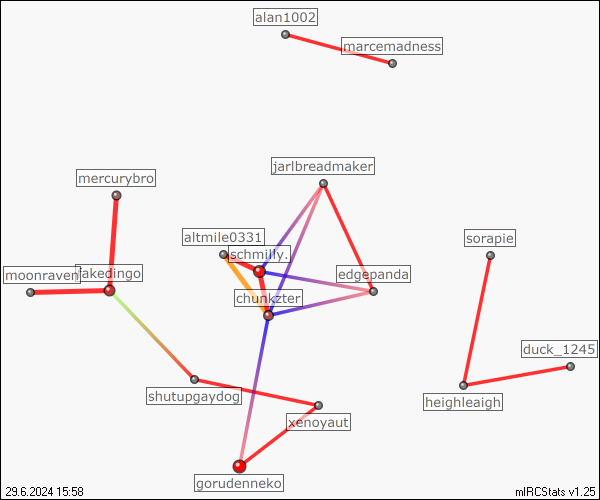 alan1002
marcemadness
jarlbreadmaker
mercurybro
altmile0331
schmilly.
sorapie
moonraven
jakedingo
edgepanda
chunkzter
duck_1245
shutupgaydog
heighleaigh
xenoyaut
gorudenneko
29.6.2024 15:58
mIRCStats v1.25